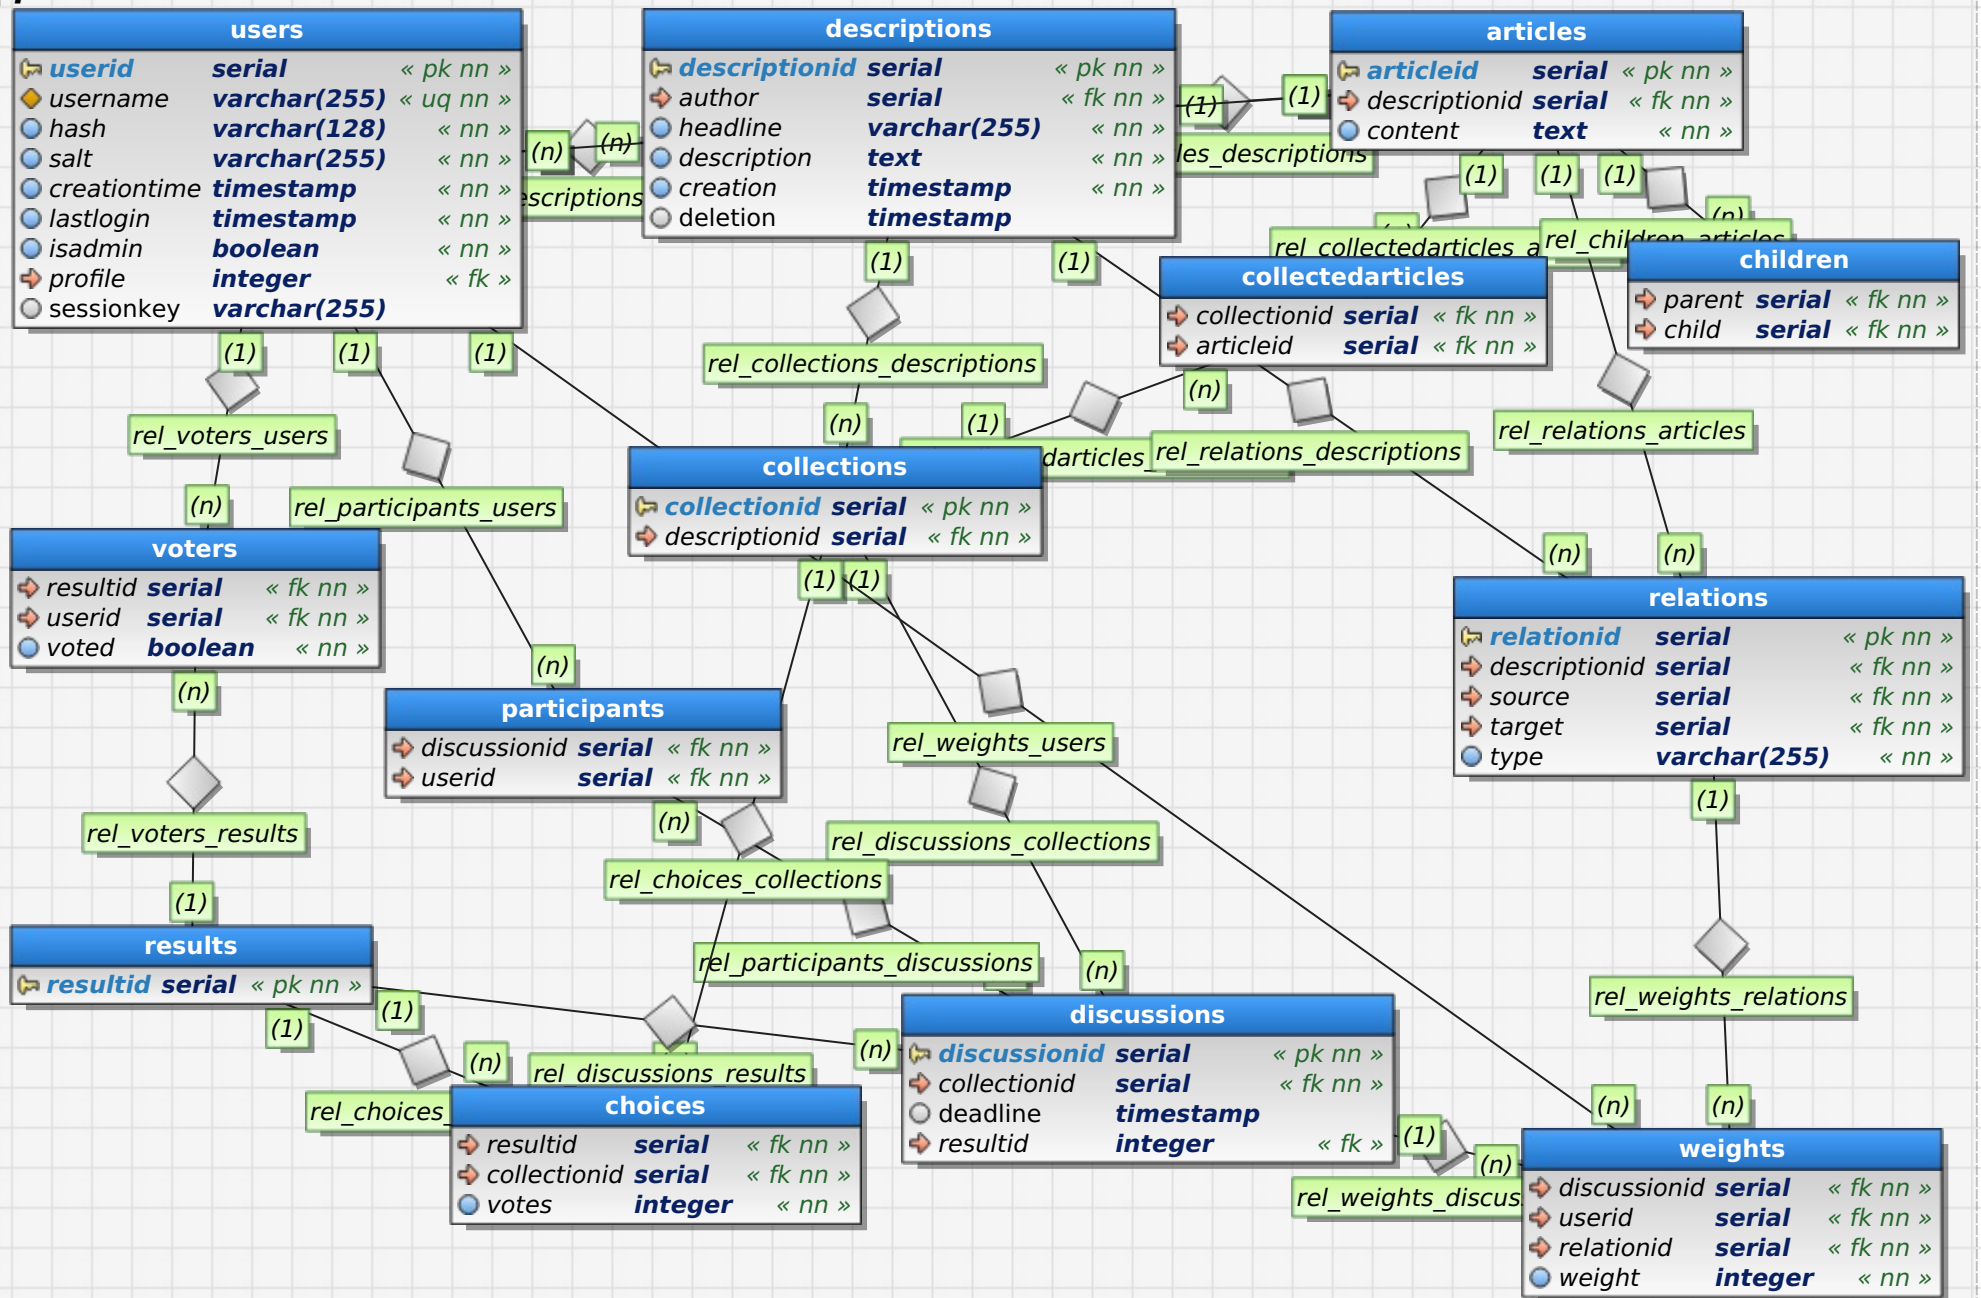 users
userid serial « pk nn »
username varchar(255) « uq nn »
hash varchar(128) « nn »
salt varchar(255) « nn »
creationtime timestamp « nn »
lastlogin timestamp « nn »
isadmin boolean « nn »
profile integer « fk »
sessionkey varchar(255)
(n)
(n)
escriptions
descriptions
descriptionid serial « pk nn »
author serial « fk nn »
headline varchar(255) « nn »
description text « nn »
creation timestamp « nn »
deletion timestamp
(1)
(1)
les_descriptions
articles
articleid serial « pk nn »
descriptionid serial « fk nn »
content text « nn »
(1)
(1)
(1)
(n)
rel_collectedarticles_a
rel_children_articles
children
parent serial « fk nn »
child serial « fk nn »
collectedarticles
collectionid serial « fk nn »
articleid serial « fk nn »
(1)
(1)
(1)
(1)
(1)
rel_collections_descriptions
(n)
(n)
(1)
darticles_
rel_relations_descriptions
rel_relations_articles
rel_voters_users
(n)
rel_participants_users
collections
collectionid serial « pk nn »
descriptionid serial « fk nn »
(1)
(1)
voters
resultid serial « fk nn »
userid serial « fk nn »
voted boolean « nn »
(n)
(n)
(n)
(n)
relations
relationid serial « pk nn »
descriptionid serial « fk nn »
source serial « fk nn »
target serial « fk nn »
type varchar(255) « nn »
(1)
participants
discussionid serial « fk nn »
userid serial « fk nn »
(n)
rel_weights_users
rel_voters_results
(1)
rel_discussions_collections
rel_choices_collections
rel_participants_discussions
(n)
rel_weights_relations
results
resultid serial « pk nn »
(1)
(1)
(n)
(n)
rel_discussions_results
rel_choices_
choices
resultid serial « fk nn »
collectionid serial « fk nn »
votes integer « nn »
discussions
discussionid serial « pk nn »
collectionid serial « fk nn »
deadline timestamp
resultid integer « fk »
(1)
(n)
rel_weights_discus
(n)
(n)
weights
discussionid serial « fk nn »
userid serial « fk nn »
relationid serial « fk nn »
weight integer « nn »